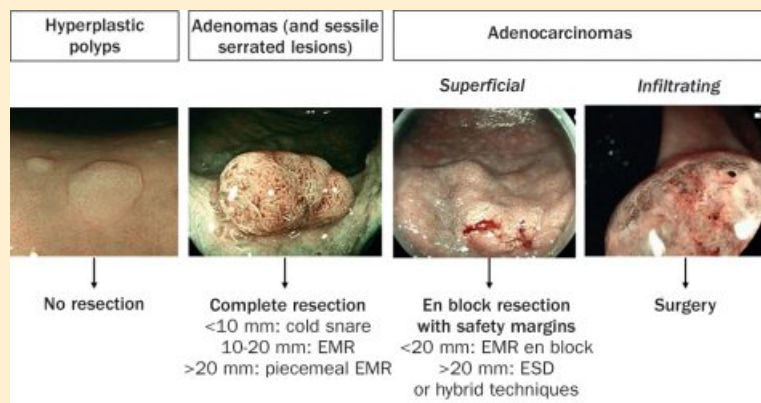 Hyperplastic
polyps
Adenomas (and sessile
serrated lesions)
Adenocarcinomas
Superficial
Infiltrating
No resection
Complete resection
<10 mm: cold snare
10-20 mm: EMR
>20 mm: piecemeal EMR
En block resection
with safety margins
<20 mm: EMR en block
>20 mm: ESD
or hybrid techniques
Surgery